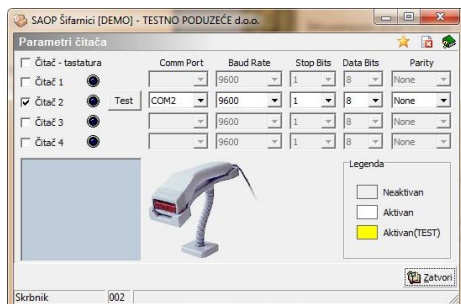 SAOP Šifarnici [DEMO] - TESTNO PODUZEĆE d.o.o.
Parametri čitača
Čitač - tastatura Comm Port Baud Rate Stop Bits Data Bits Parity
Čitač 1 9600 1 8 None
Čitač 2 Test COM2 9600 1 8 None
Čitač 3 9600 1 8 None
Čitač 4 9600 1 8 None
Legenda
Neaktivan
Aktivan
Aktivan(TEST)
Zatvori
Skrbnik 002